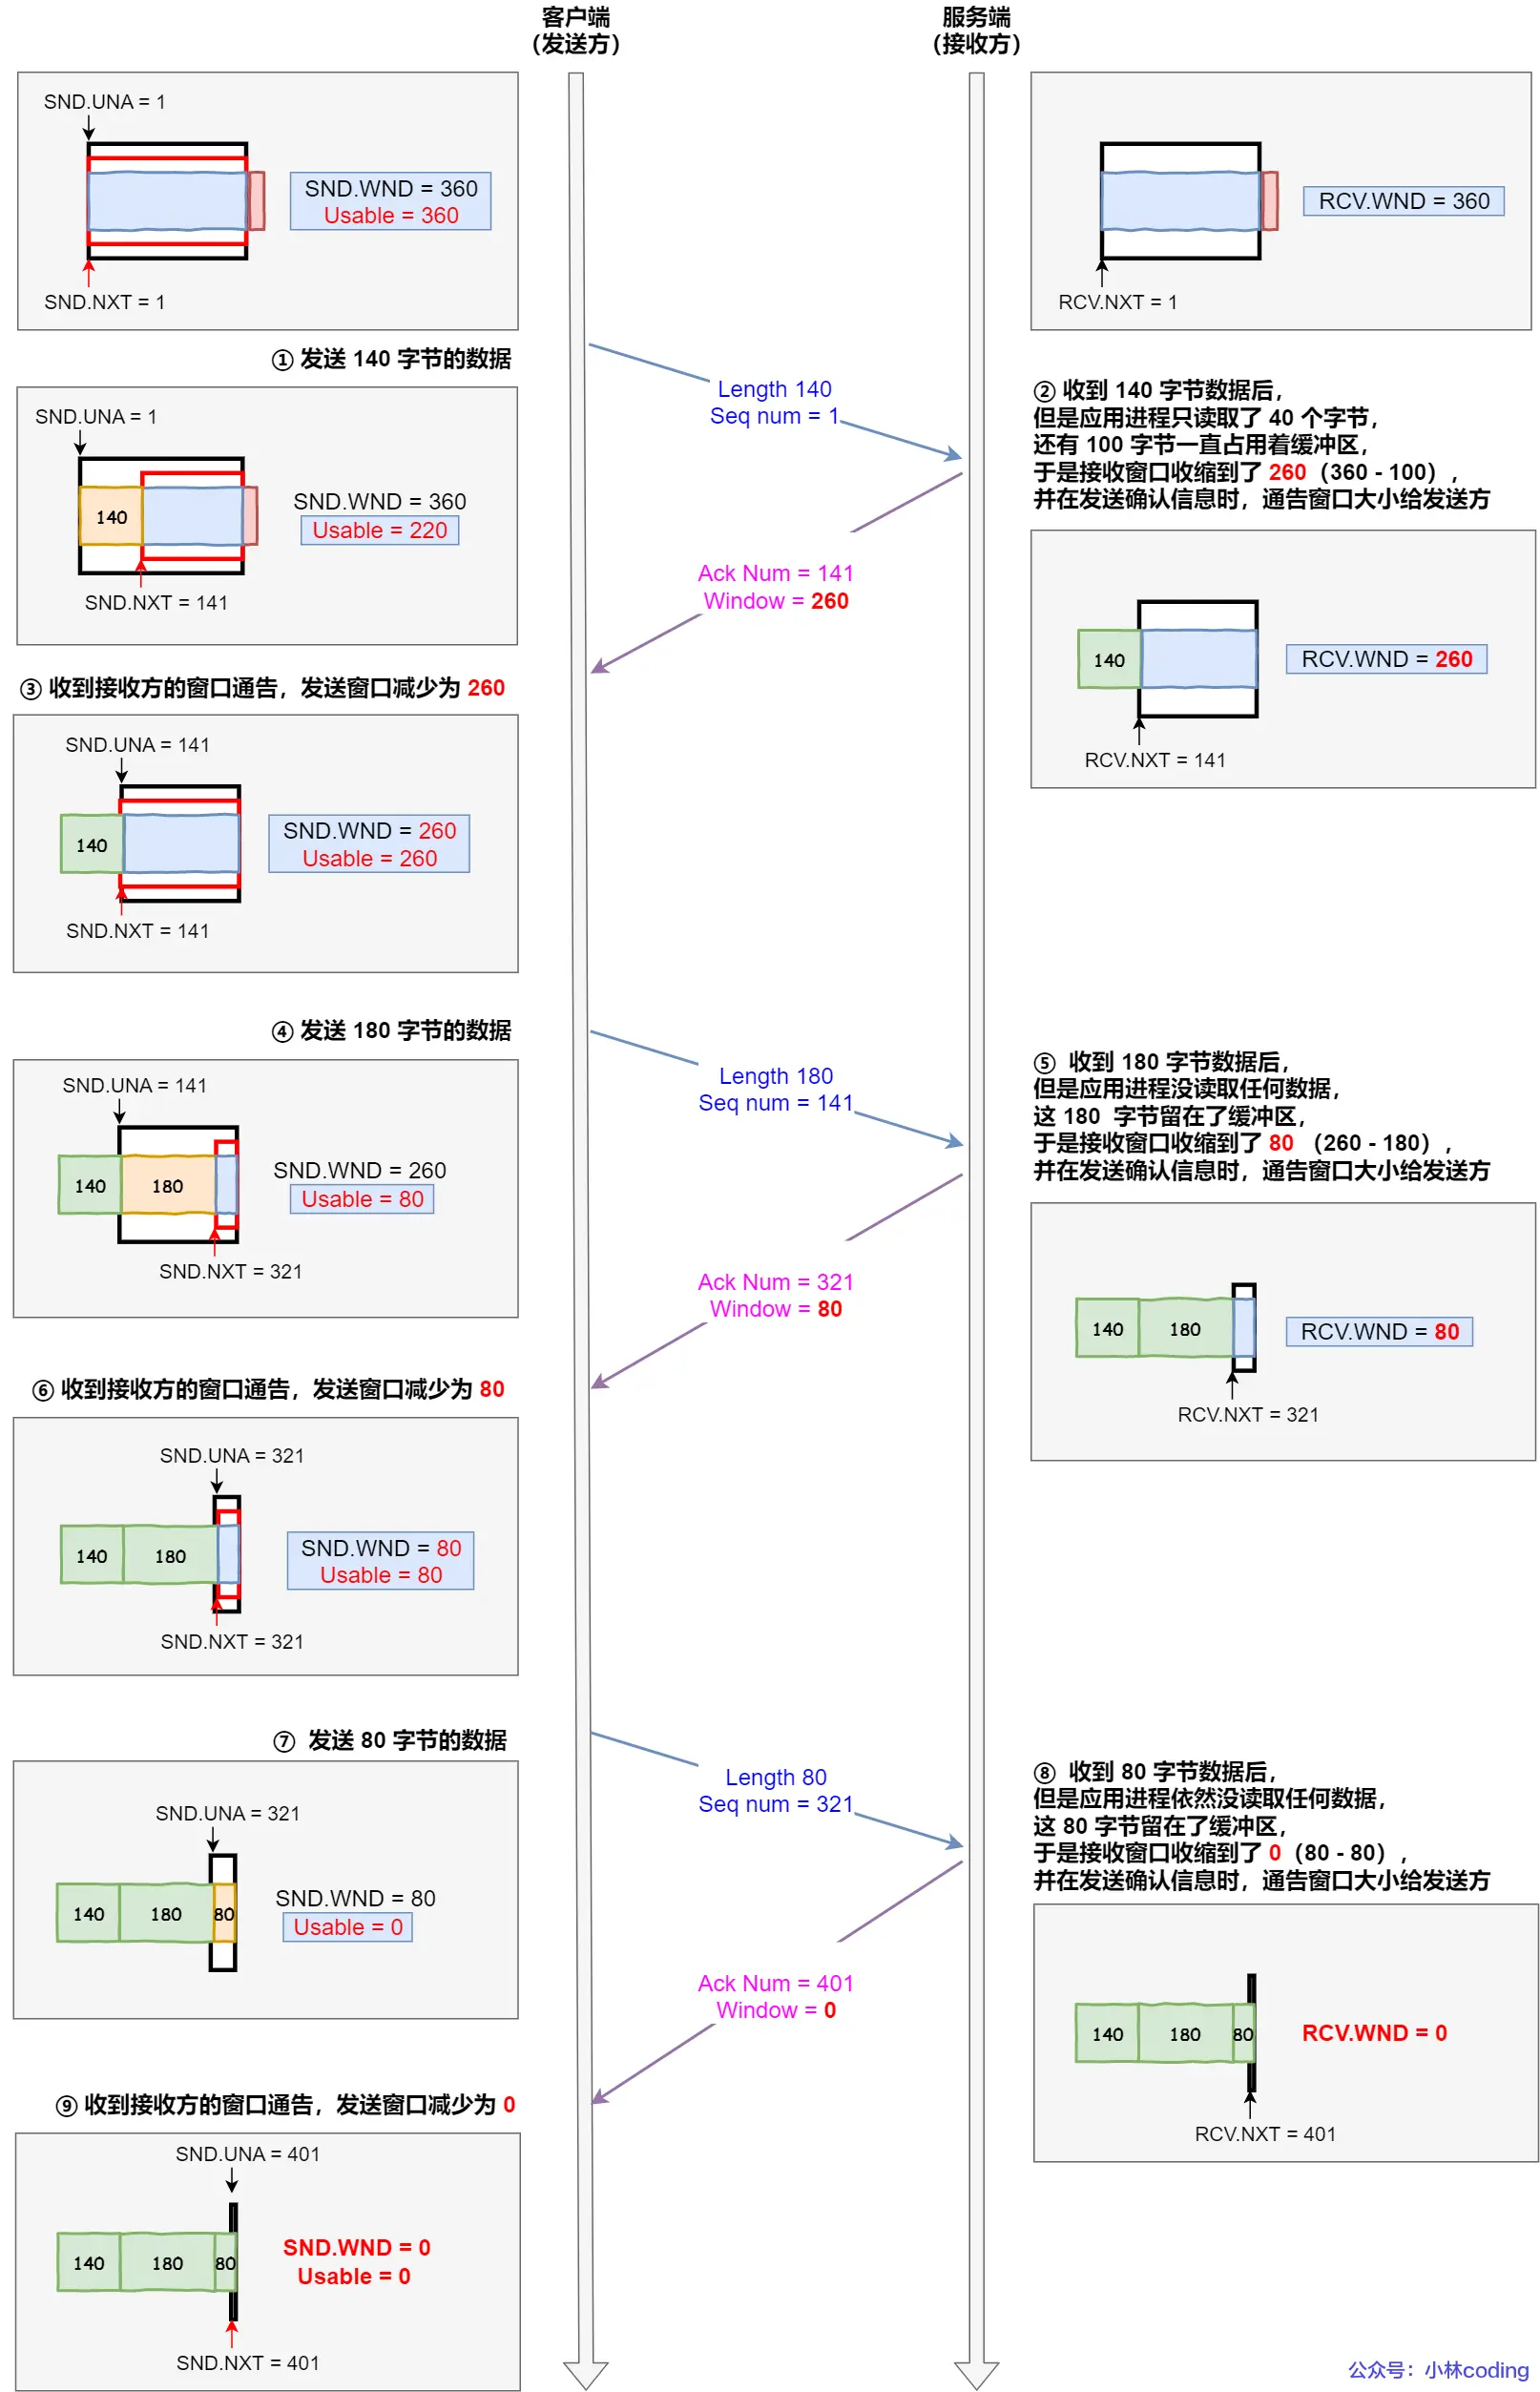 客户端
（发送方）
服务端
（接收方）
SND.UNA = 1
SND.WND = 360
Usable = 360
SND.NXT = 1
RCV.WND = 360
RCV.NXT = 1
① 发送 140 字节的数据
Length 140
Seq num = 1
② 收到 140 字节数据后，
但是应用进程只读取了 40 个字节，
还有 100 字节一直占用着缓冲区，
于是接收窗口收缩到了 260（360 - 100），
并在发送确认信息时，通告窗口大小给发送方
SND.UNA = 1
140
SND.WND = 360
Usable = 220
SND.NXT = 141
Ack Num = 141
Window = 260
140
RCV.WND = 260
RCV.NXT = 141
③ 收到接收方的窗口通告，发送窗口减少为 260
SND.UNA = 141
140
SND.WND = 260
Usable = 260
SND.NXT = 141
④ 发送 180 字节的数据
Length 180
Seq num = 141
⑤ 收到 180 字节数据后，
但是应用进程没读取任何数据，
这 180 字节留在了缓冲区，
于是接收窗口收缩到了 80 （260 - 180），
并在发送确认信息时，通告窗口大小给发送方
SND.UNA = 141
140
180
SND.WND = 260
Usable = 80
SND.NXT = 321
Ack Num = 321
Window = 80
140
180
RCV.WND = 80
RCV.NXT = 321
⑥ 收到接收方的窗口通告，发送窗口减少为 80
SND.UNA = 321
140
180
SND.WND = 80
Usable = 80
SND.NXT = 321
⑦ 发送 80 字节的数据
Length 80
Seq num = 321
⑧ 收到 80 字节数据后，
但是应用进程依然没读取任何数据，
这 80 字节留在了缓冲区，
于是接收窗口收缩到了 0（80 - 80），
并在发送确认信息时，通告窗口大小给发送方
SND.UNA = 321
140
180
80
SND.WND = 80
Usable = 0
Ack Num = 401
Window = 0
140
180
80
RCV.WND = 0
RCV.NXT = 401
⑨ 收到接收方的窗口通告，发送窗口减少为 0
SND.UNA = 401
140
180
80
SND.WND = 0
Usable = 0
SND.NXT = 401
公众号：小林coding